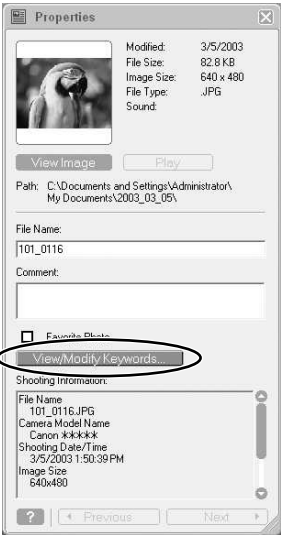 Properties
Modified: 3/5/2003
File Size: 82.8 KB
Image Size: 640 x 480
File Type: .JPG
Sound:
View Image Play
Path: C:\Documents and Settings\Administrator\
My Documents\2003_03_05\
File Name:
101_0116
Comment:
Favorite Photo
View/Modify Keywords...
Shooting Information:
File Name
101_0116.JPG
Camera Model Name
Canon *****
Shooting Date/Time
3/5/2003 1:50:39 PM
Image Size
640x480
? Previous Next